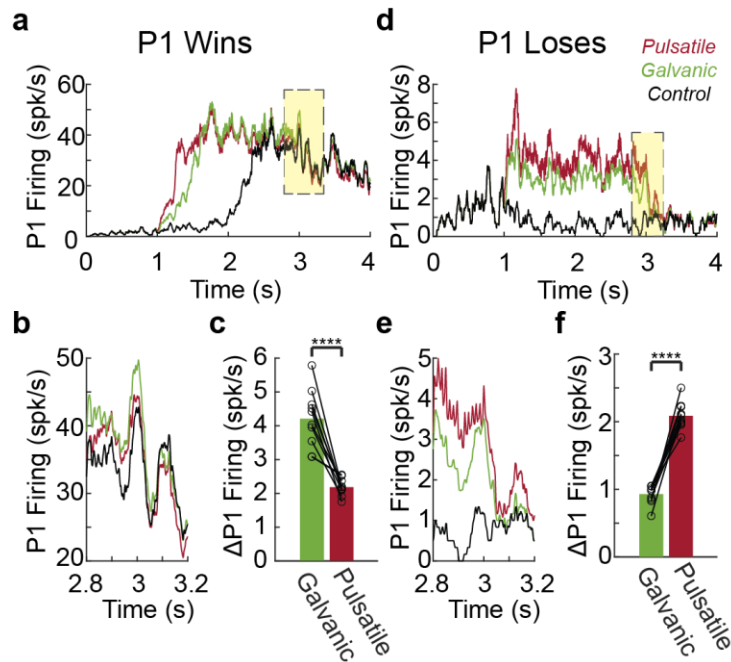 a
P1 Wins
P1 Firing (spk/s)
60
40
20
0
0 1 2 3 4
Time (s)
d
P1 Loses
Pulsatile
Galvanic
Control
P1 Firing (spk/s)
8
6
4
2
0
0 1 2 3 4
Time (s)
b
P1 Firing (spk/s)
50
40
30
20
2.8 3 3.2
Time (s)
c
ΔP1 Firing (spk/s)
6
5
4
3
2
1
0
****
Galvanic
Pulsatile
e
P1 Firing (spk/s)
5
4
3
2
1
0
2.8 3 3.2
Time (s)
f
ΔP1 Firing (spk/s)
3
2
1
0
****
Galvanic
Pulsatile